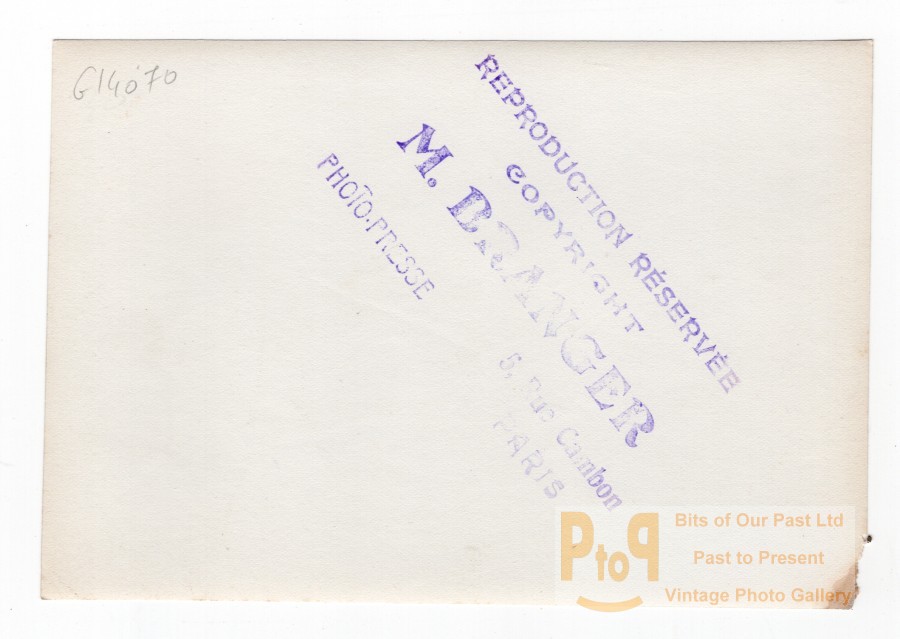 G14070
REPRODUCTION RÉSERVÉE
COPYRIGHT
M. BRANGER
PHOTO-PRESSE
5, Rue Cambon
PARIS
PtoP
Bits of Our Past Ltd
Past to Present
Vintage Photo Gallery